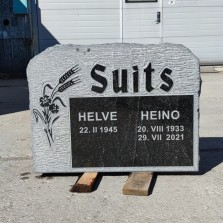 Suits
HELVE HEINO
22. II 1945 20. VIII 1933
29. VII 2021